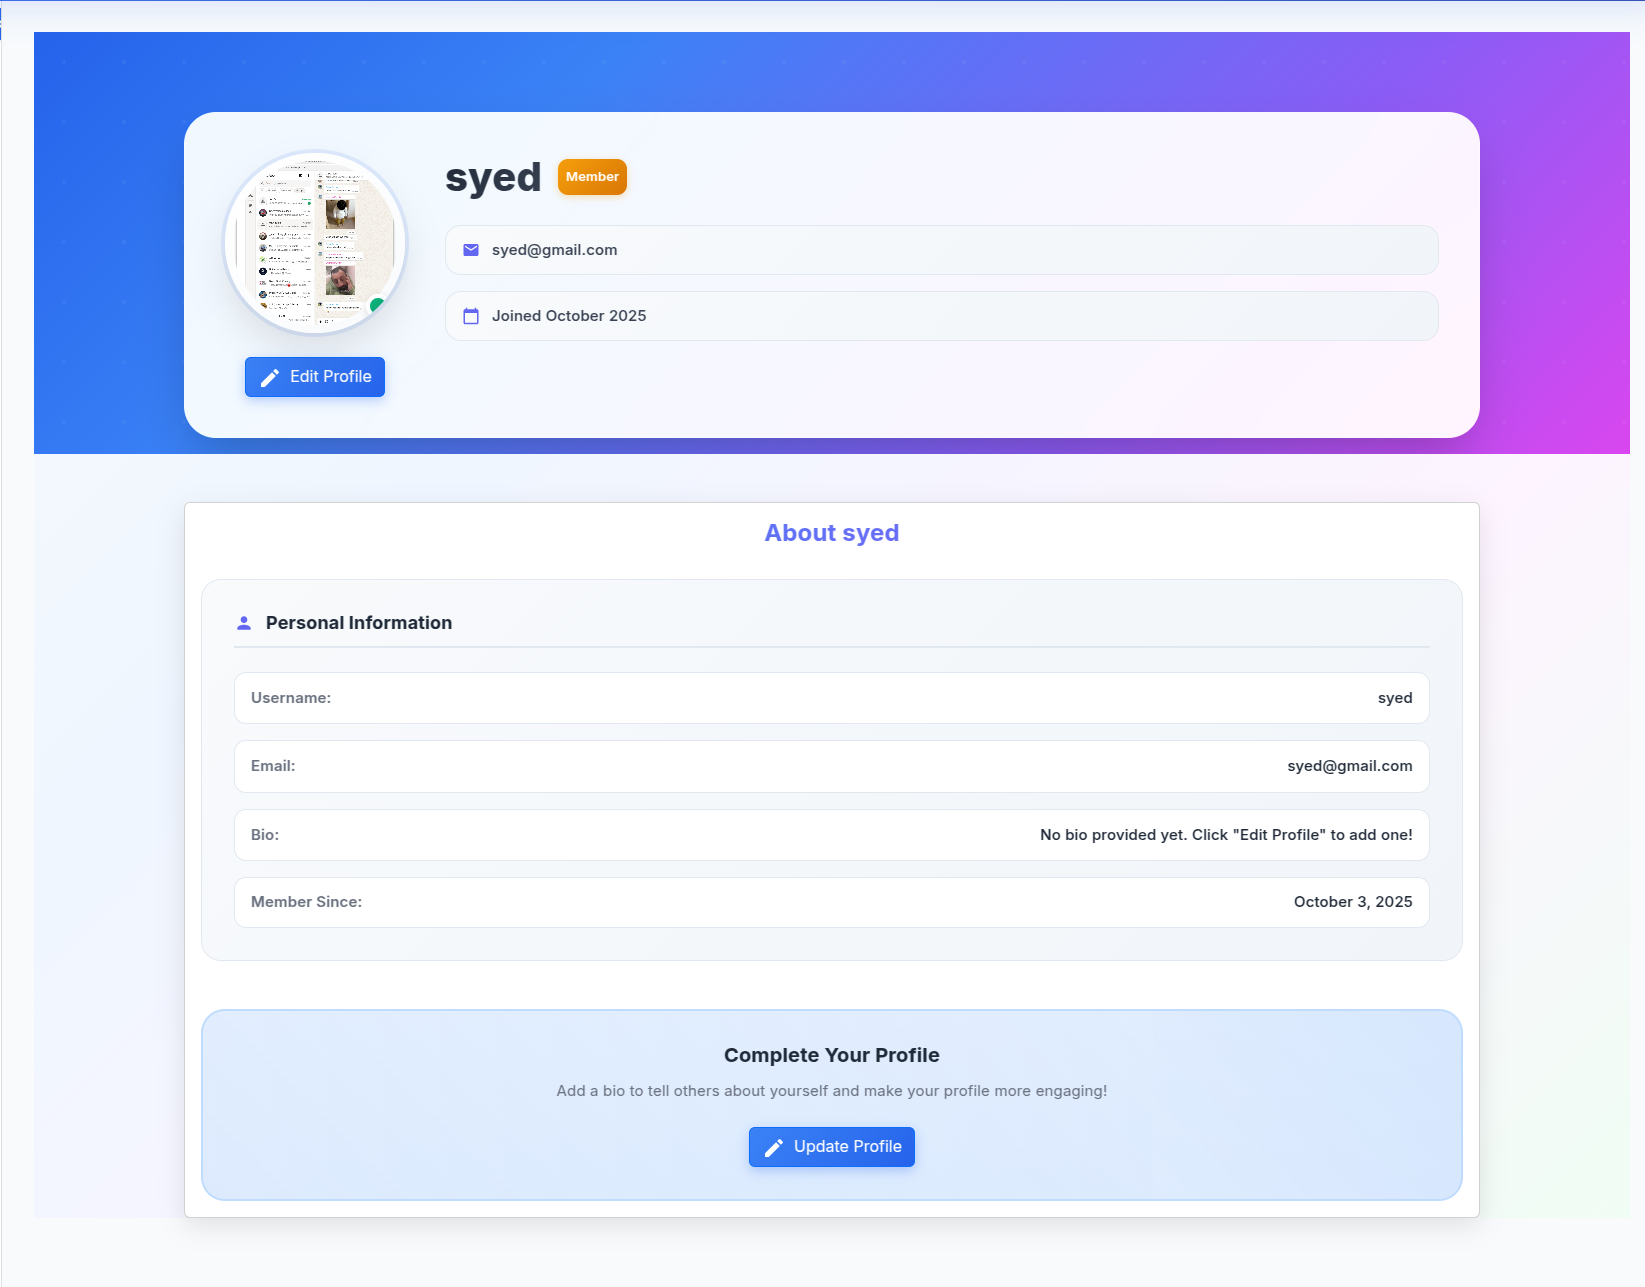 syed
Member
syed@gmail.com
Joined October 2025
Edit Profile
About syed
Personal Information
Username:
syed
Email:
syed@gmail.com
Bio:
No bio provided yet. Click "Edit Profile" to add one!
Member Since:
October 3, 2025
Complete Your Profile
Add a bio to tell others about yourself and make your profile more engaging!
Update Profile